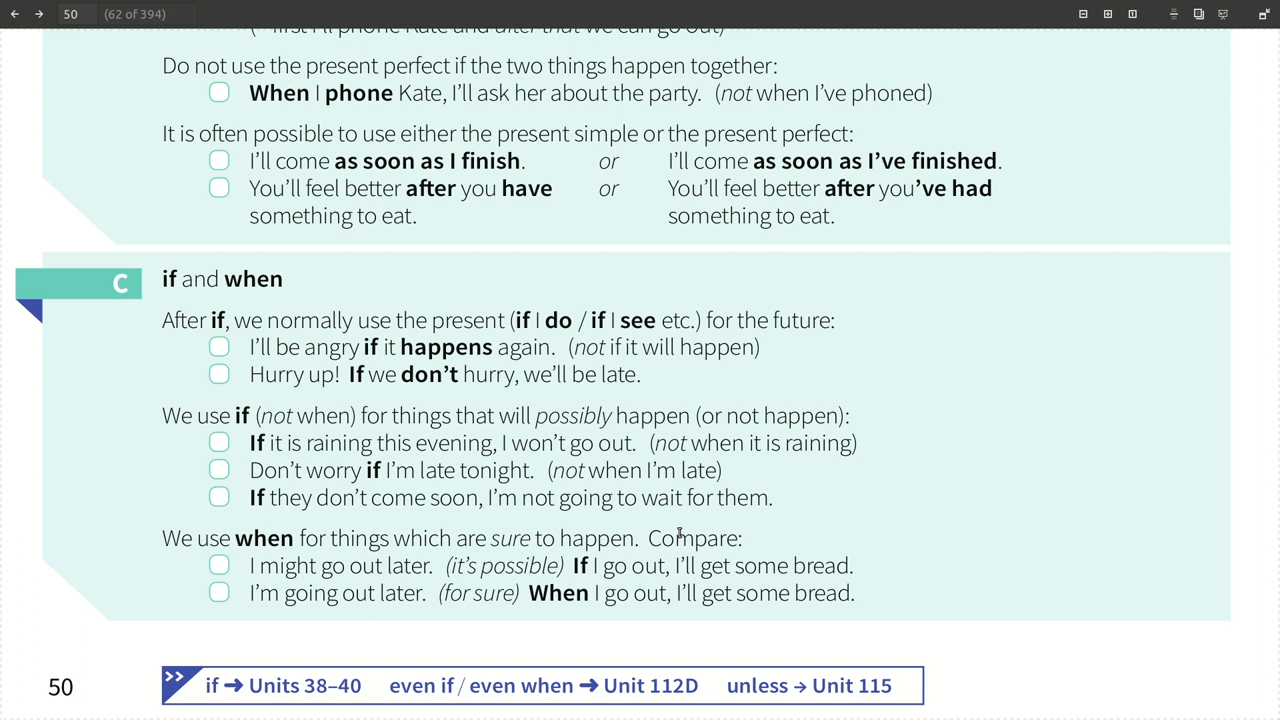 50 (62 of 394)
(= first I'll phone Kate and after that we can go out)
Do not use the present perfect if the two things happen together:
When I phone Kate, I'll ask her about the party. (not when I've phoned)
It is often possible to use either the present simple or the present perfect:
I'll come as soon as I finish. or I'll come as soon as I've finished.
You'll feel better after you have or You'll feel better after you've had
something to eat. something to eat.
C if and when
After if, we normally use the present (if I do / if I see etc.) for the future:
I'll be angry if it happens again. (not if it will happen)
Hurry up! If we don't hurry, we'll be late.
We use if (not when) for things that will possibly happen (or not happen):
If it is raining this evening, I won't go out. (not when it is raining)
Don't worry if I'm late tonight. (not when I'm late)
If they don't come soon, I'm not going to wait for them.
We use when for things which are sure to happen. Compare:
I might go out later. (it's possible) If I go out, I'll get some bread.
I'm going out later. (for sure) When I go out, I'll get some bread.
50 >> if ➜ Units 38–40 even if / even when ➜ Unit 112D unless → Unit 115